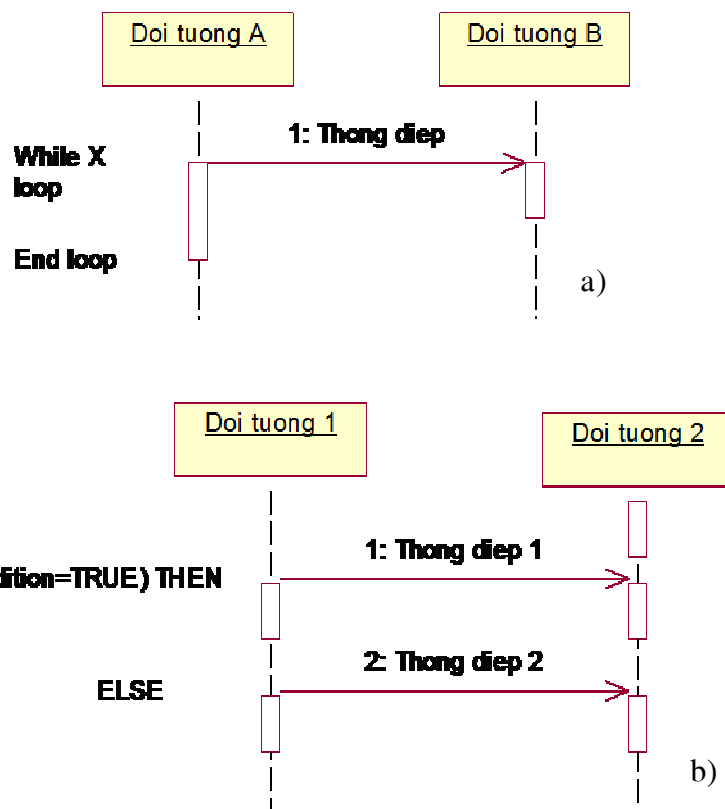 Doi tuong A
Doi tuong B
1: Thong diep
While X
loop
End loop
a)
Doi tuong 1
Doi tuong 2
1: Thong diep 1
dition=TRUE) THEN
2: Thong diep 2
ELSE
b)